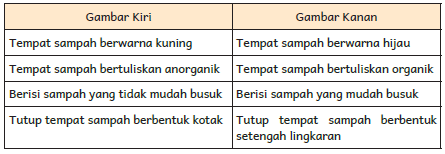 Gambar Kiri
Gambar Kanan
Tempat sampah berwarna kuning
Tempat sampah berwarna hijau
Tempat sampah bertuliskan anorganik
Tempat sampah bertuliskan organik
Berisi sampah yang tidak mudah busuk
Berisi sampah yang mudah busuk
Tutup tempat sampah berbentuk kotak
Tutup tempat sampah berbentuk
setengah lingkaran